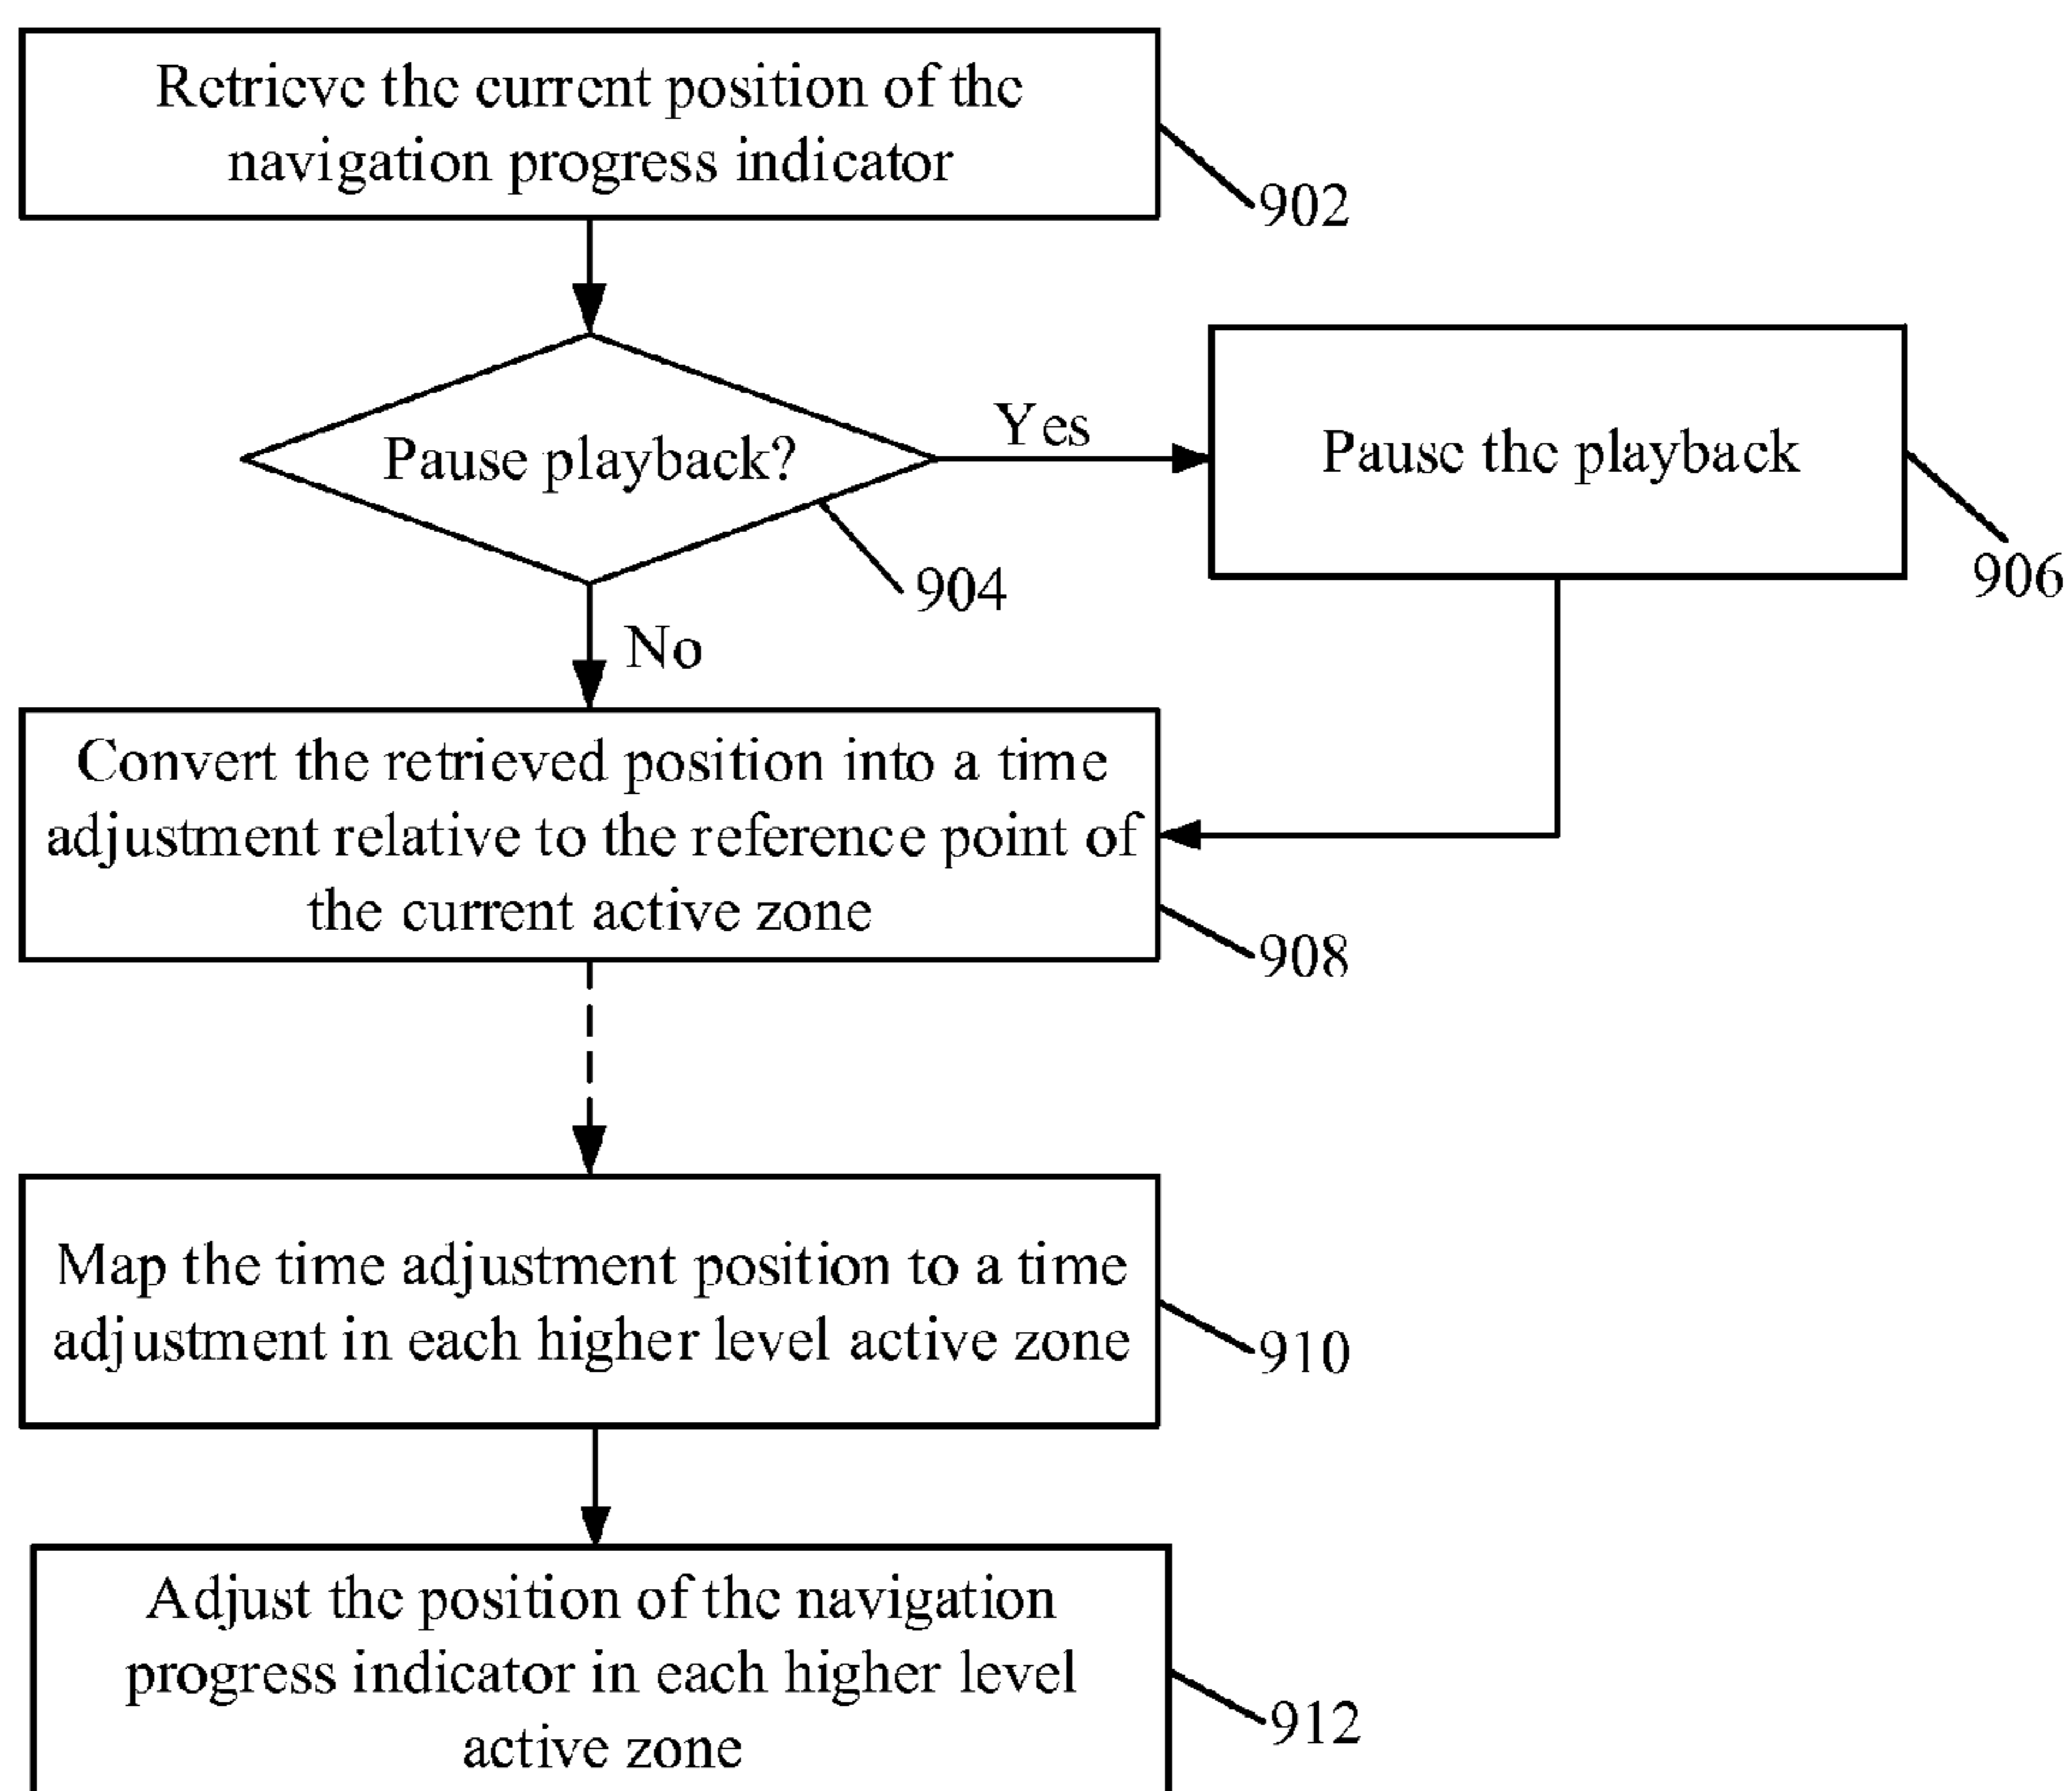 Retrieve the current position of the
navigation progress indicator
902
Pause playback?
Yes
Pause the playback
904
906
No
Convert the retrieved position into a time
adjustment relative to the reference point of
the current active zone
908
Map the time adjustment position to a time
adjustment in each higher level active zone
910
Adjust the position of the navigation
progress indicator in each higher level
active zone
912